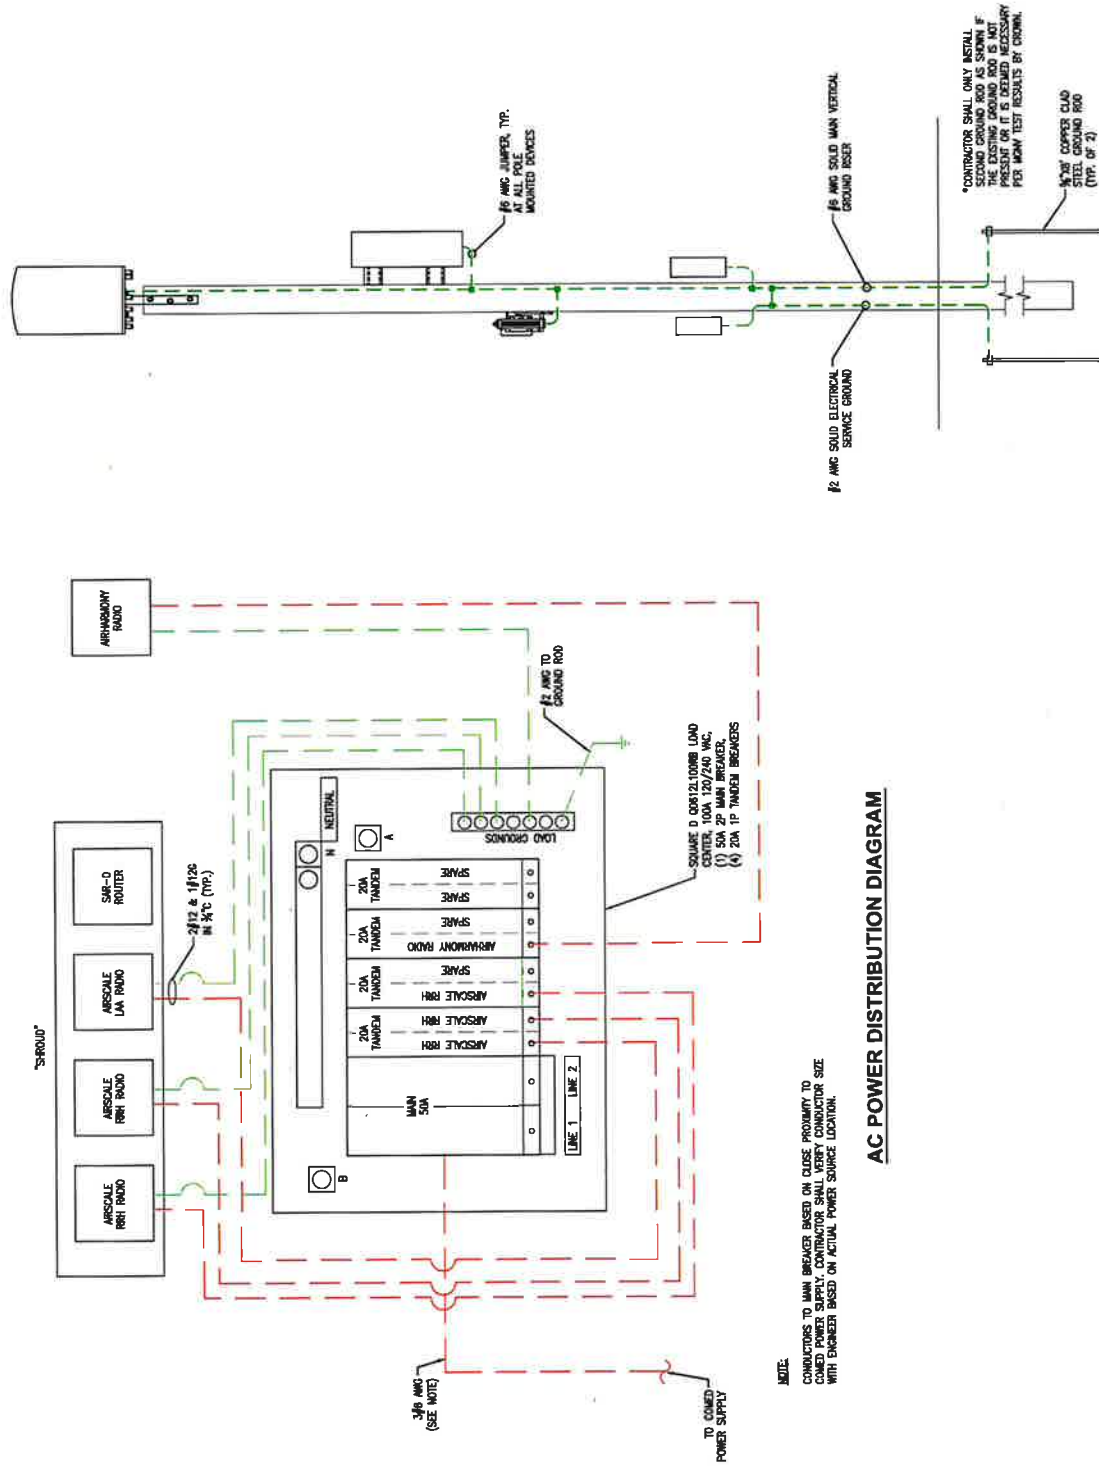 "SHROUD"
AIRSCALE
RRH RADIO
AIRSCALE
RRH RADIO
AIRSCALE
LAA RADIO
SAR-D
ROUTER
AIRHARMONY
RADIO
2#12 & 1#12G
IN ¾"C (TYP.)
B
N
NEUTRAL
A
MAIN
50A
20A
TANDEM
20A
TANDEM
20A
TANDEM
20A
TANDEM
AIRSCALE RRH
AIRSCALE RRH
AIRSCALE RRH
SPARE
AIRHARMONY RADIO
SPARE
SPARE
SPARE
LINE 1
LINE 2
LOAD GROUNDS
#2 AWG TO
GROUND ROD
3#6 AWG
(SEE NOTE)
TO COMED
POWER SUPPLY
SQUARE D QO612L100RB LOAD
CENTER, 100A 120/240 VAC,
(1) 50A 2P MAIN BREAKER,
(4) 20A 1P TANDEM BREAKERS
NOTE:
CONDUCTORS TO MAIN BREAKER BASED ON CLOSE PROXIMITY TO
COMED POWER SUPPLY. CONTRACTOR SHALL VERIFY CONDUCTOR SIZE
WITH ENGINEER BASED ON ACTUAL POWER SOURCE LOCATION.
AC POWER DISTRIBUTION DIAGRAM
#6 AWG JUMPER, TYP.
AT ALL POLE
MOUNTED DEVICES
#2 AWG SOLID ELECTRICAL
SERVICE GROUND
#6 AWG SOLID MAIN VERTICAL
GROUND RISER
*CONTRACTOR SHALL ONLY INSTALL
SECOND GROUND ROD AS SHOWN IF
THE EXISTING GROUND ROD IS NOT
PRESENT OR IT IS DEEMED NECESSARY
PER MGNV TEST RESULTS BY CROWN.
⅝"X8' COPPER CLAD
STEEL GROUND ROD
(TYP. OF 2)